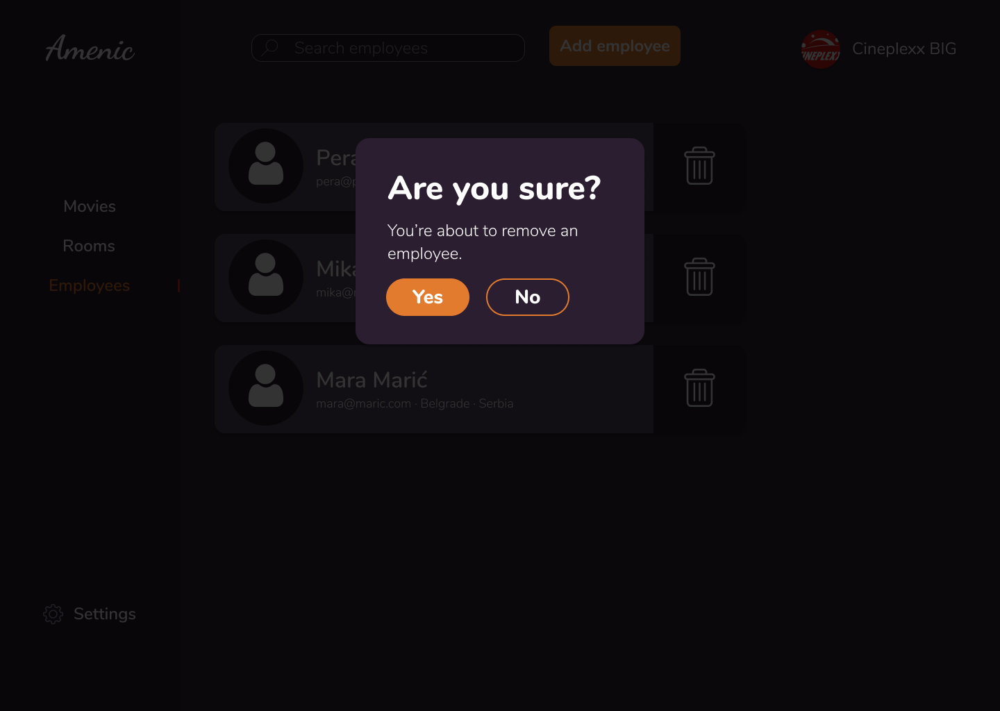 Amenic
Search employees
Add employee
CINEPLEXX
Cineplexx BIG
Movies
Rooms
Employees
Settings
Pera
pera@p
Mika
mika@
Mara Marić
mara@maric.com · Belgrade · Serbia
Are you sure?
You’re about to remove an
employee.
Yes
No